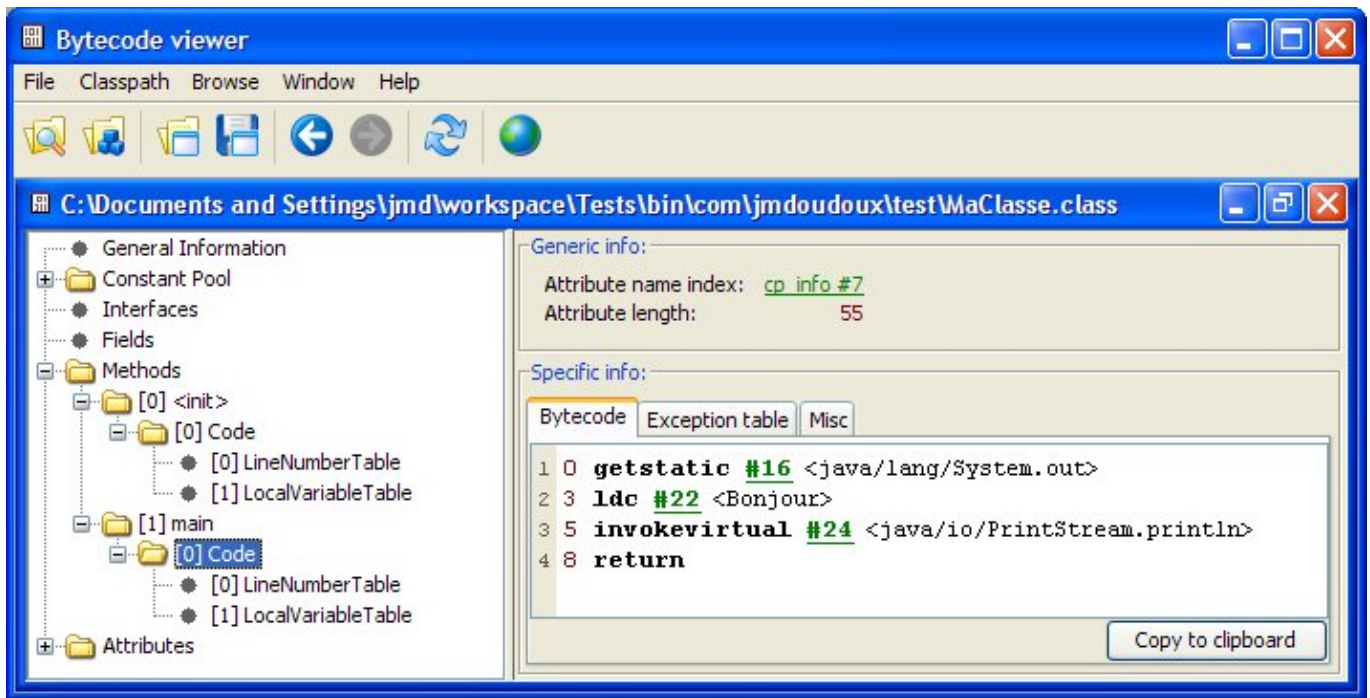 Bytecode viewer
File Classpath Browse Window Help
C:\Documents and Settings\jmd\workspace\Tests\bin\com\jmdoudoux\test\MaClasse.class
General Information
Constant Pool
Interfaces
Fields
Methods
[0] <init>
[0] Code
[0] LineNumberTable
[1] LocalVariableTable
[1] main
[0] Code
[0] LineNumberTable
[1] LocalVariableTable
Attributes
Generic info:
Attribute name index: cp_info #7
Attribute length: 55
Specific info:
Bytecode Exception table Misc
1 0 getstatic #16 <java/lang/System.out>
2 3 ldc #22 <Bonjour>
3 5 invokevirtual #24 <java/io/PrintStream.println>
4 8 return
Copy to clipboard